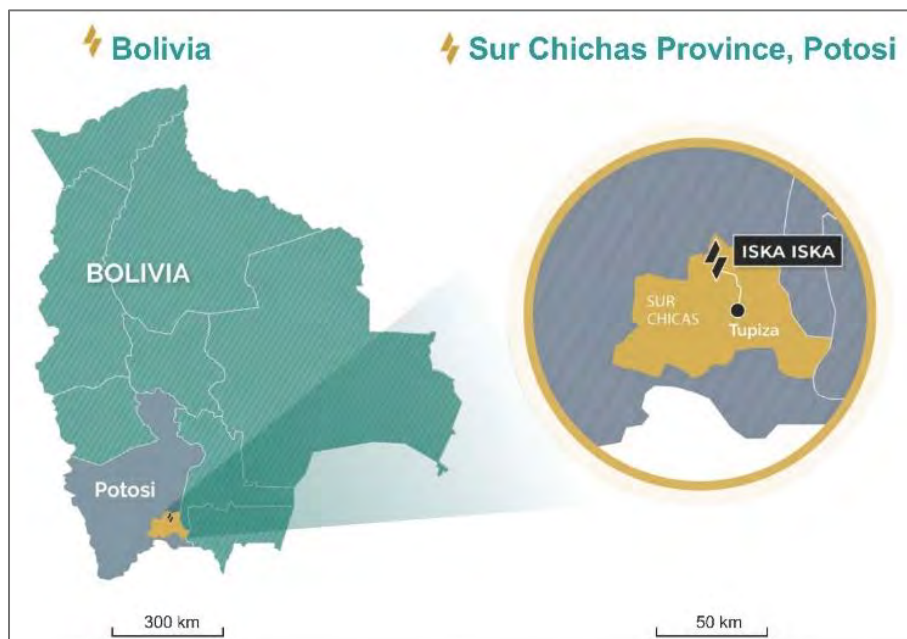 Bolivia
Sur Chichas Province, Potosi
BOLIVIA
Potosi
ISKA ISKA
SUR
CHICAS
Tupiza
300 km
50 km